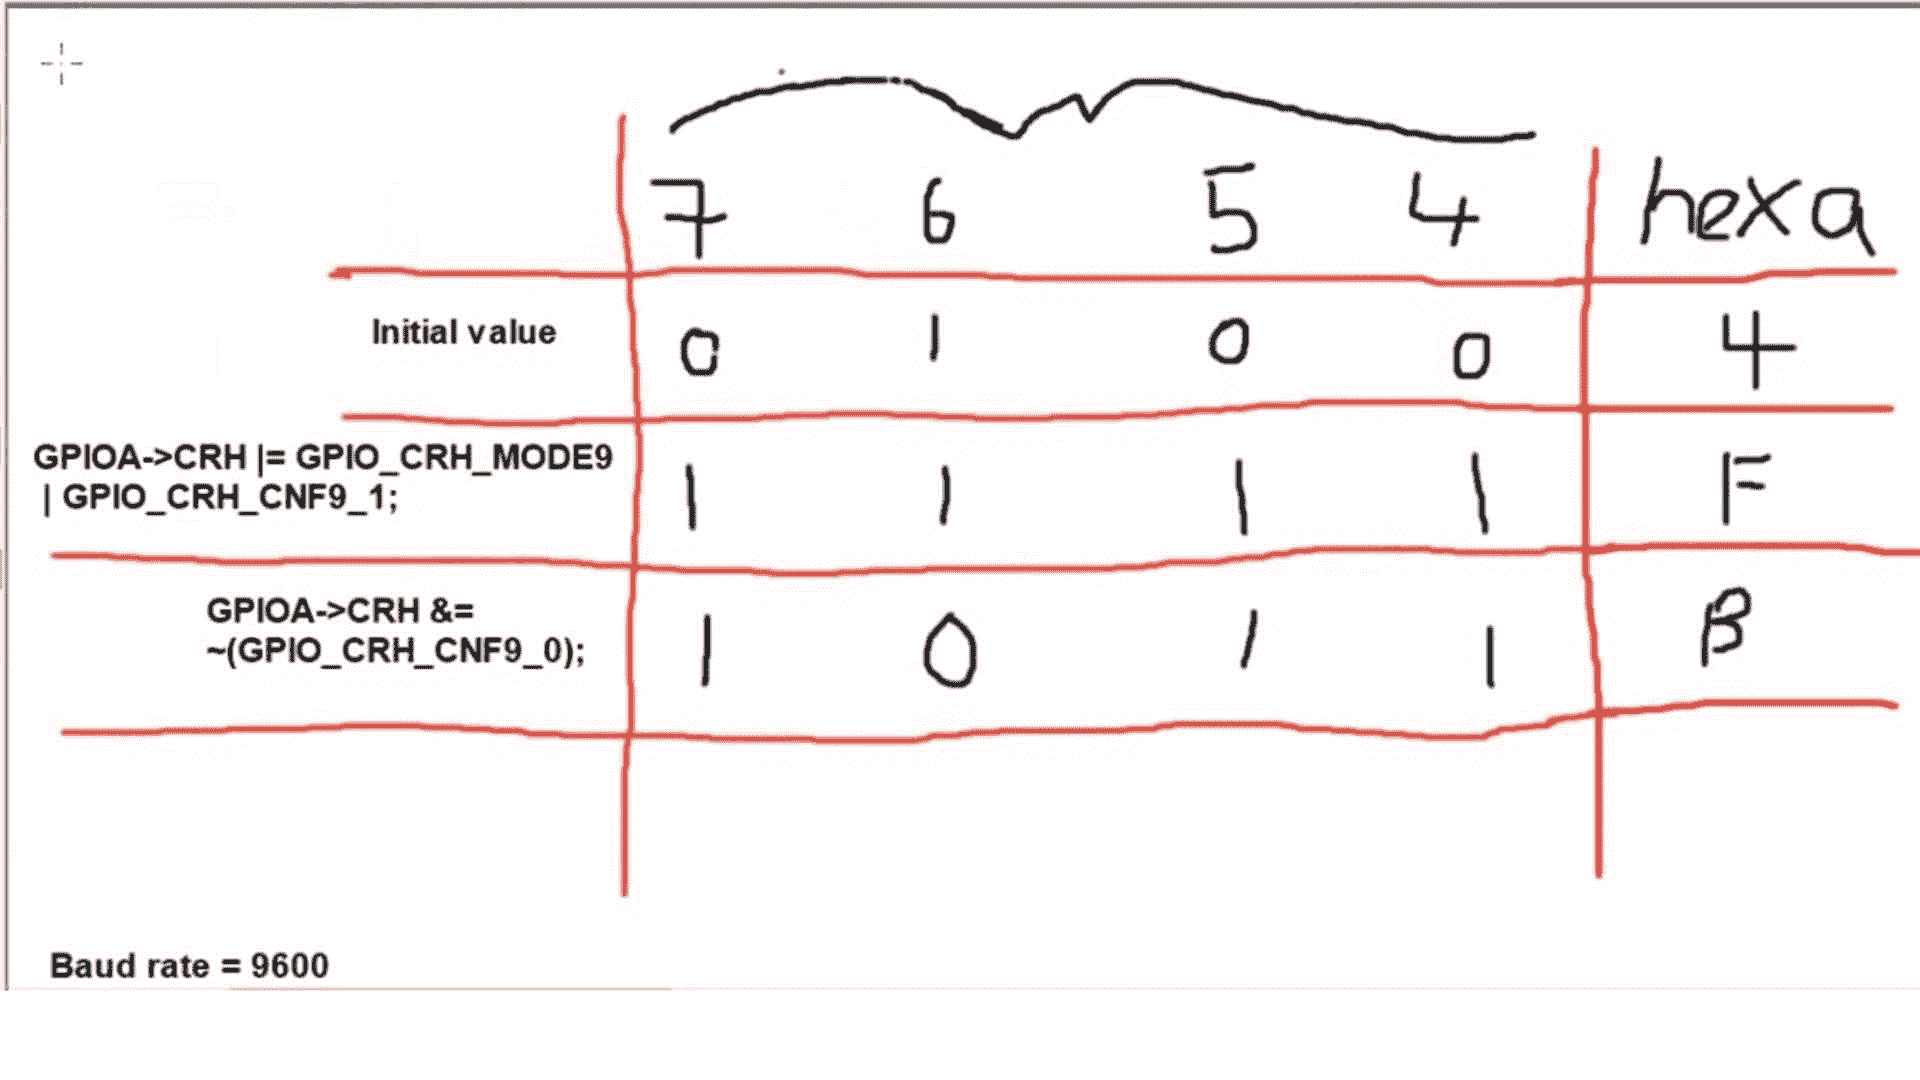 7 6 5 4 hexa
Initial value 0 1 0 0 4
GPIOA->CRH |= GPIO_CRH_MODE9
| GPIO_CRH_CNF9_1; 1 1 1 1 F
GPIOA->CRH &=
~(GPIO_CRH_CNF9_0); 1 0 1 1 B
Baud rate = 9600